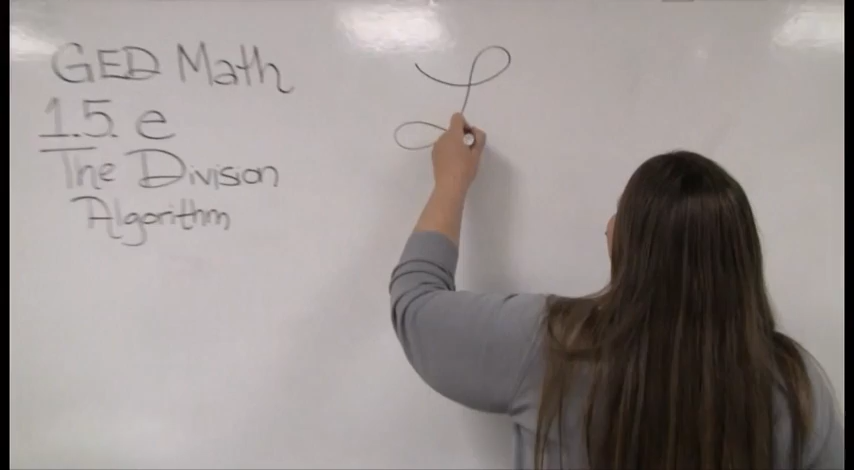 GED Math
1.5. e
The Division
Algorithm
L